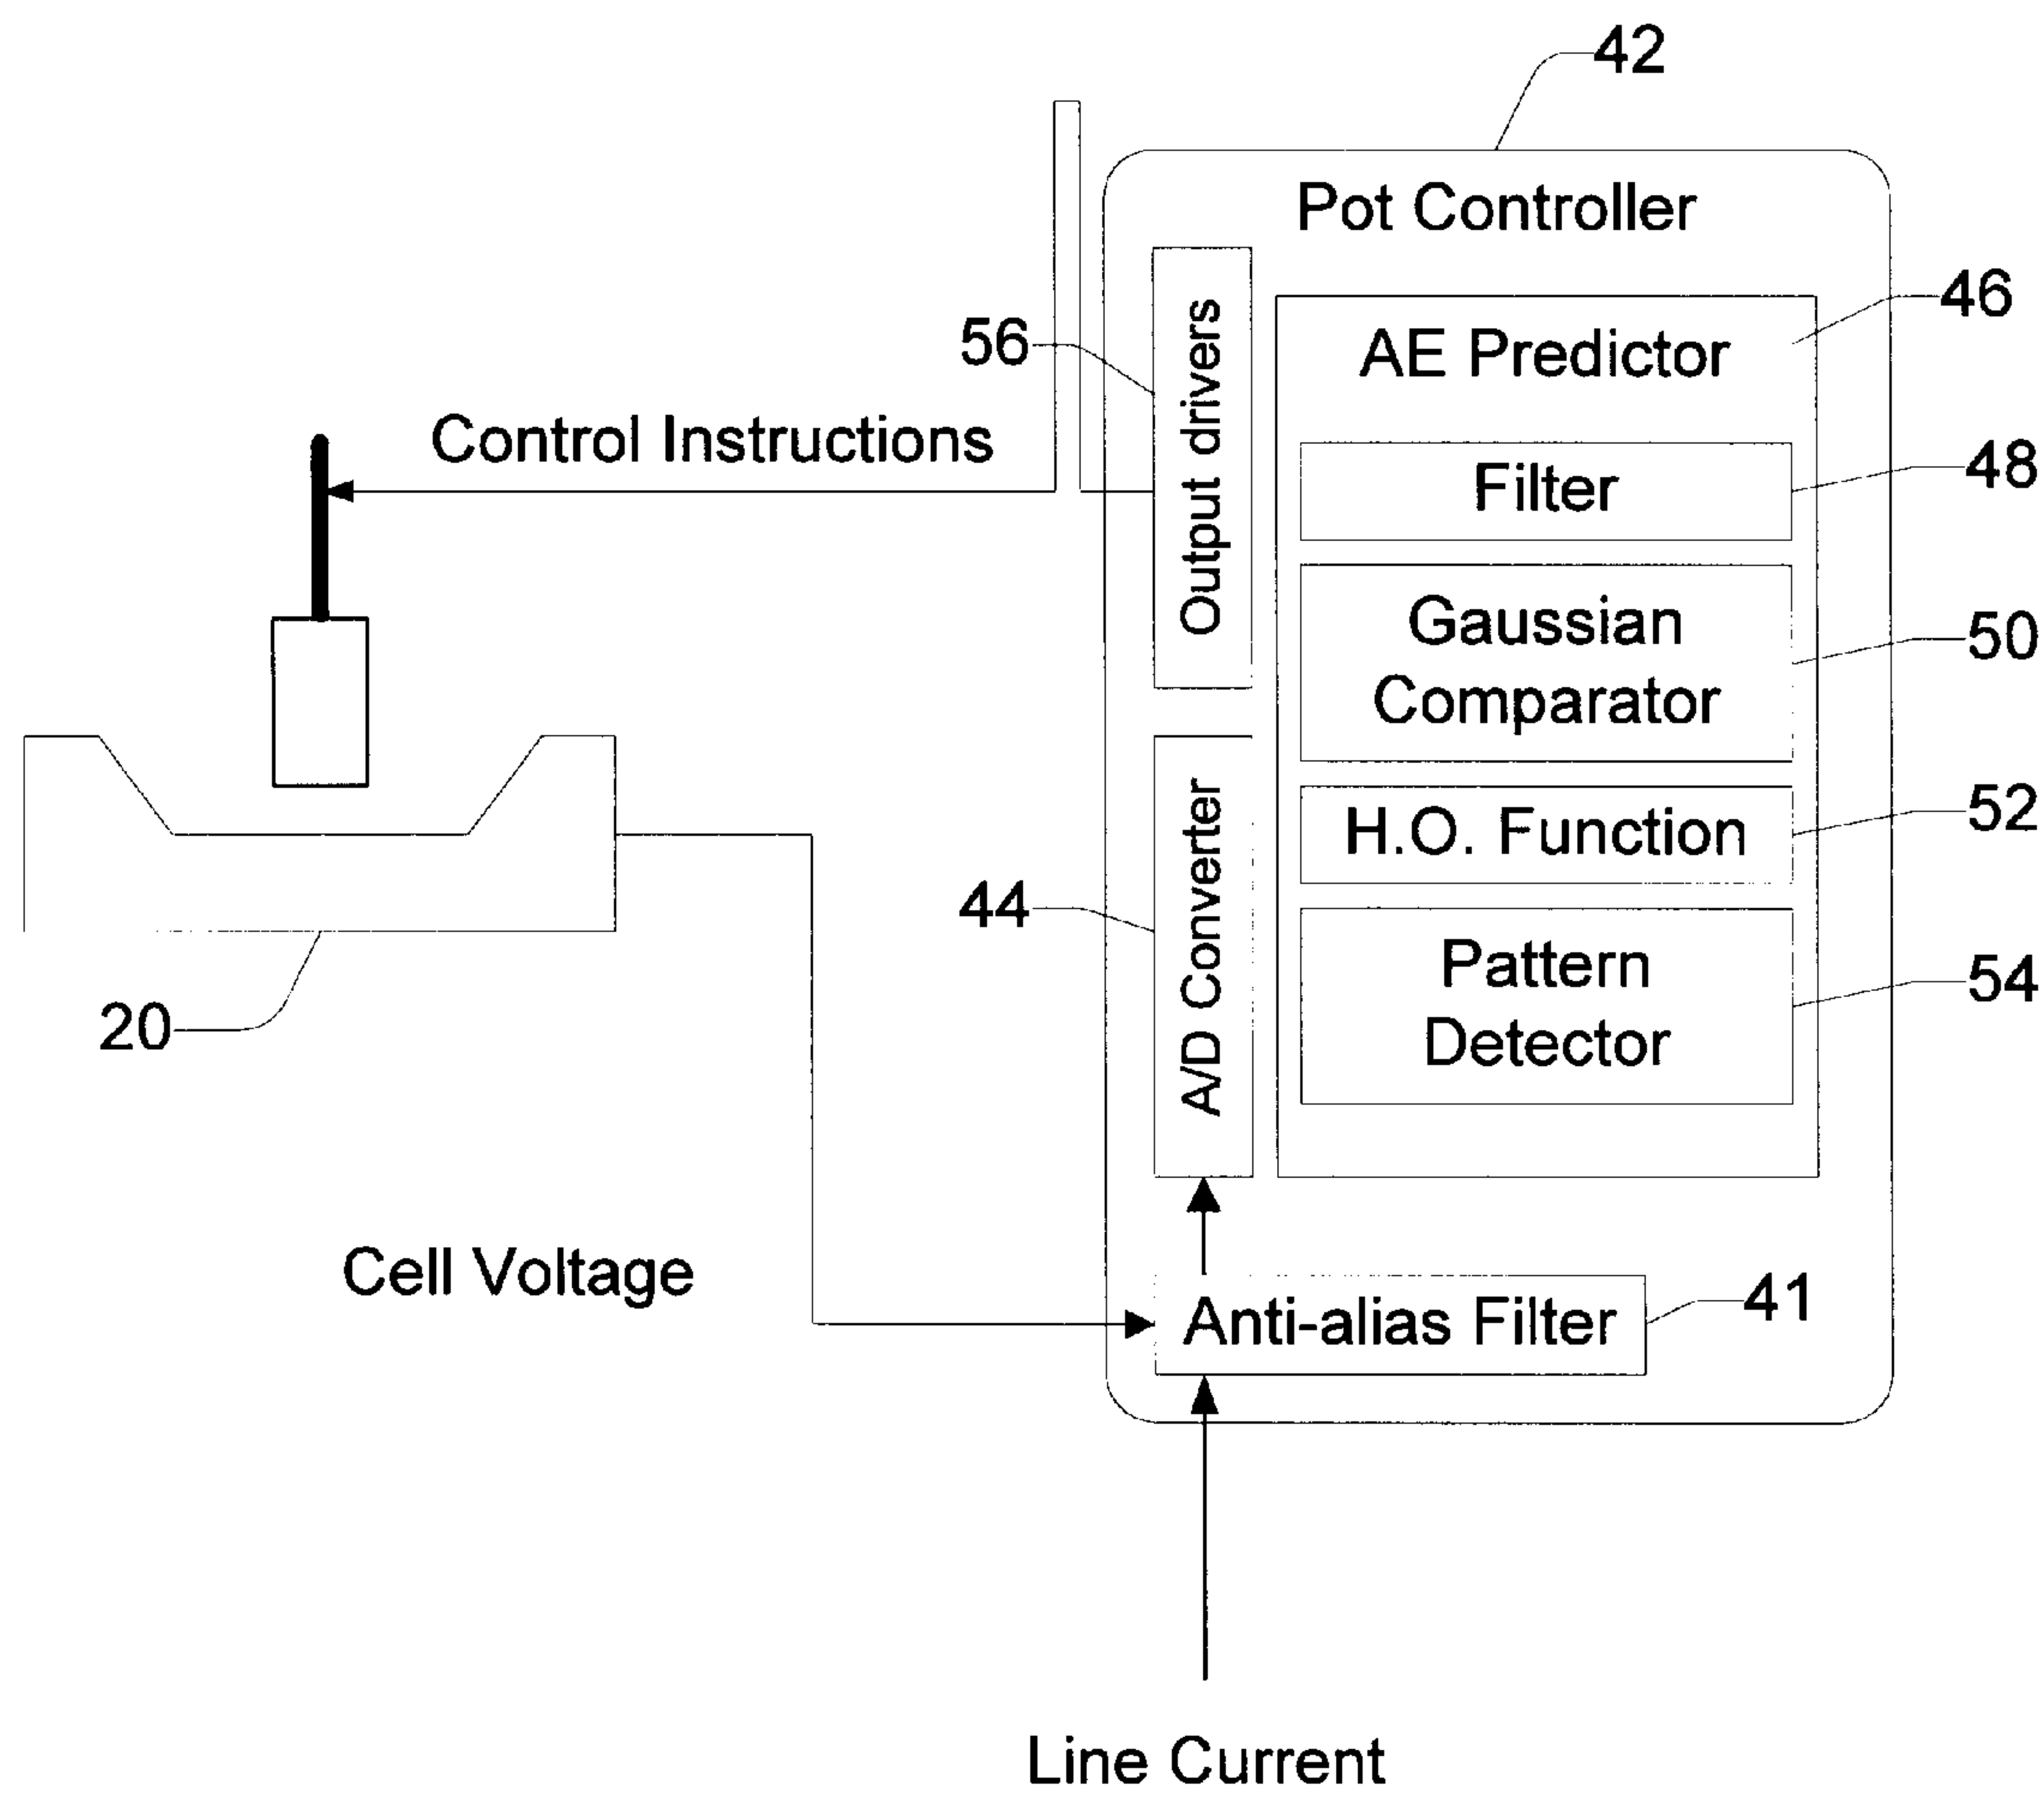 42
Pot Controller
46
AE Predictor
56
Output drivers
Control Instructions
48
Filter
50
Gaussian
Comparator
52
H.O. Function
44
A/D Converter
54
Pattern
Detector
20
Cell Voltage
41
Anti-alias Filter
Line Current